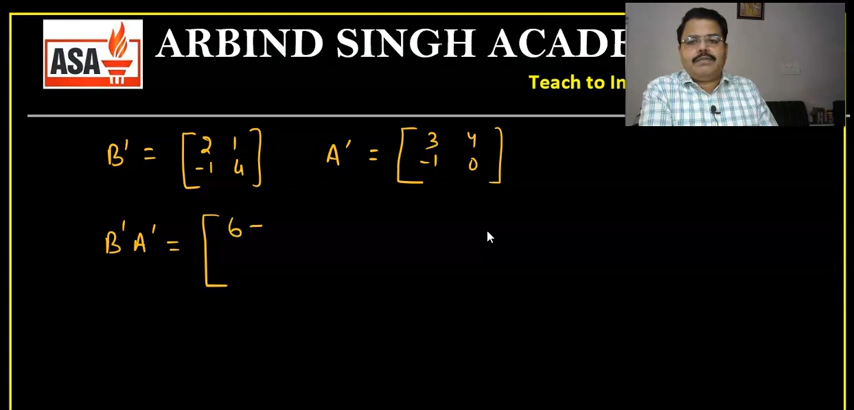 ASA
ARBIND SINGH ACADE
Teach to In
B' = [2 1
-1 4]
A' = [3 4
-1 0]
B'A' = [6 -